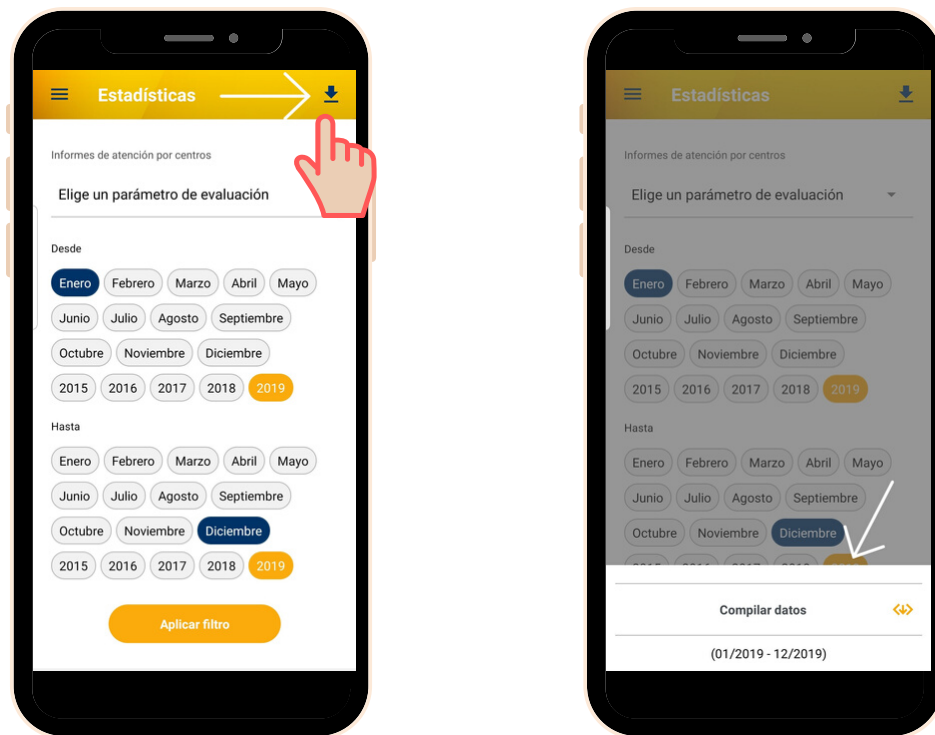 Estadísticas
Informes de atención por centros
Elige un parámetro de evaluación
Desde
Enero Febrero Marzo Abril Mayo
Junio Julio Agosto Septiembre
Octubre Noviembre Diciembre
2015 2016 2017 2018 2019
Hasta
Enero Febrero Marzo Abril Mayo
Junio Julio Agosto Septiembre
Octubre Noviembre Diciembre
2015 2016 2017 2018 2019
Aplicar filtro
Estadísticas
Informes de atención por centros
Elige un parámetro de evaluación
Desde
Enero Febrero Marzo Abril Mayo
Junio Julio Agosto Septiembre
Octubre Noviembre Diciembre
2015 2016 2017 2018 2019
Hasta
Enero Febrero Marzo Abril Mayo
Junio Julio Agosto Septiembre
Octubre Noviembre Diciembre
Compilar datos
(01/2019 - 12/2019)